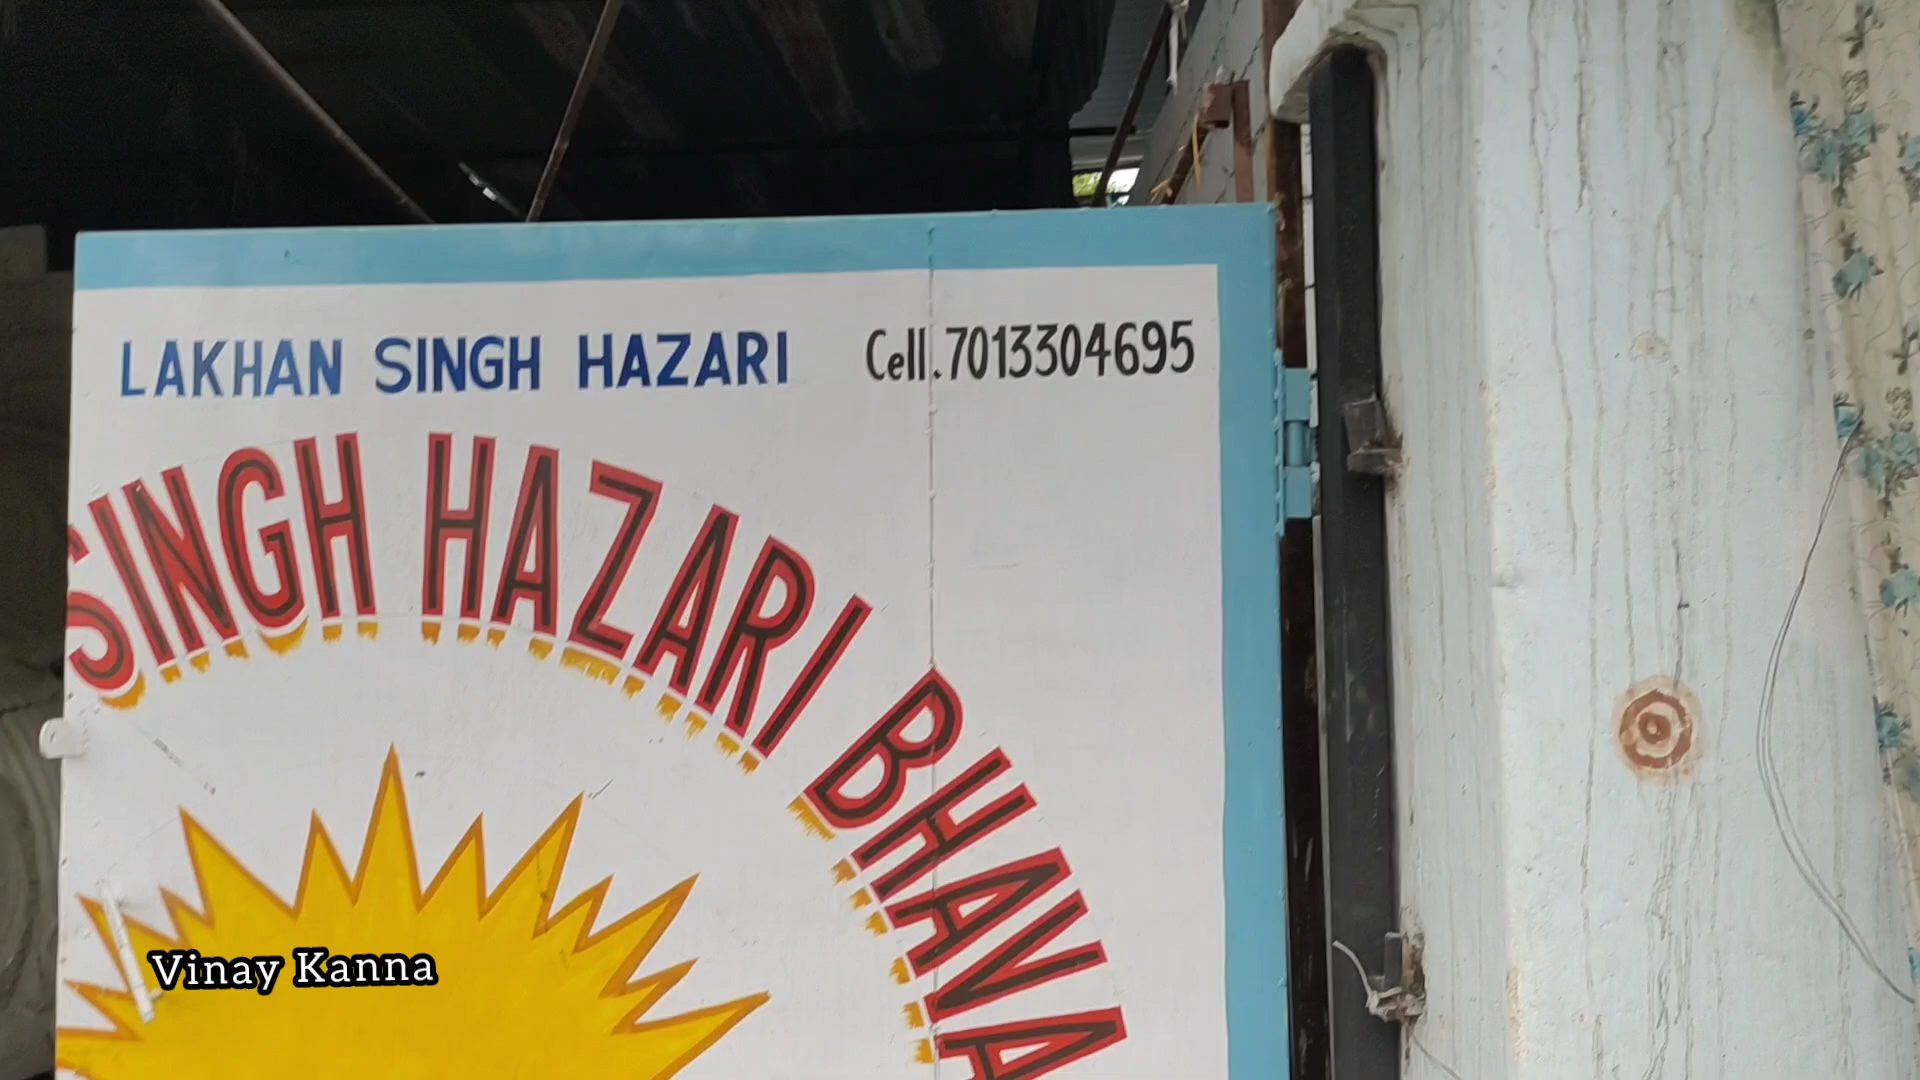 LAKHAN SINGH HAZARI Cell.7013304695
SINGH HAZARI BHAVA
Vinay Kanna